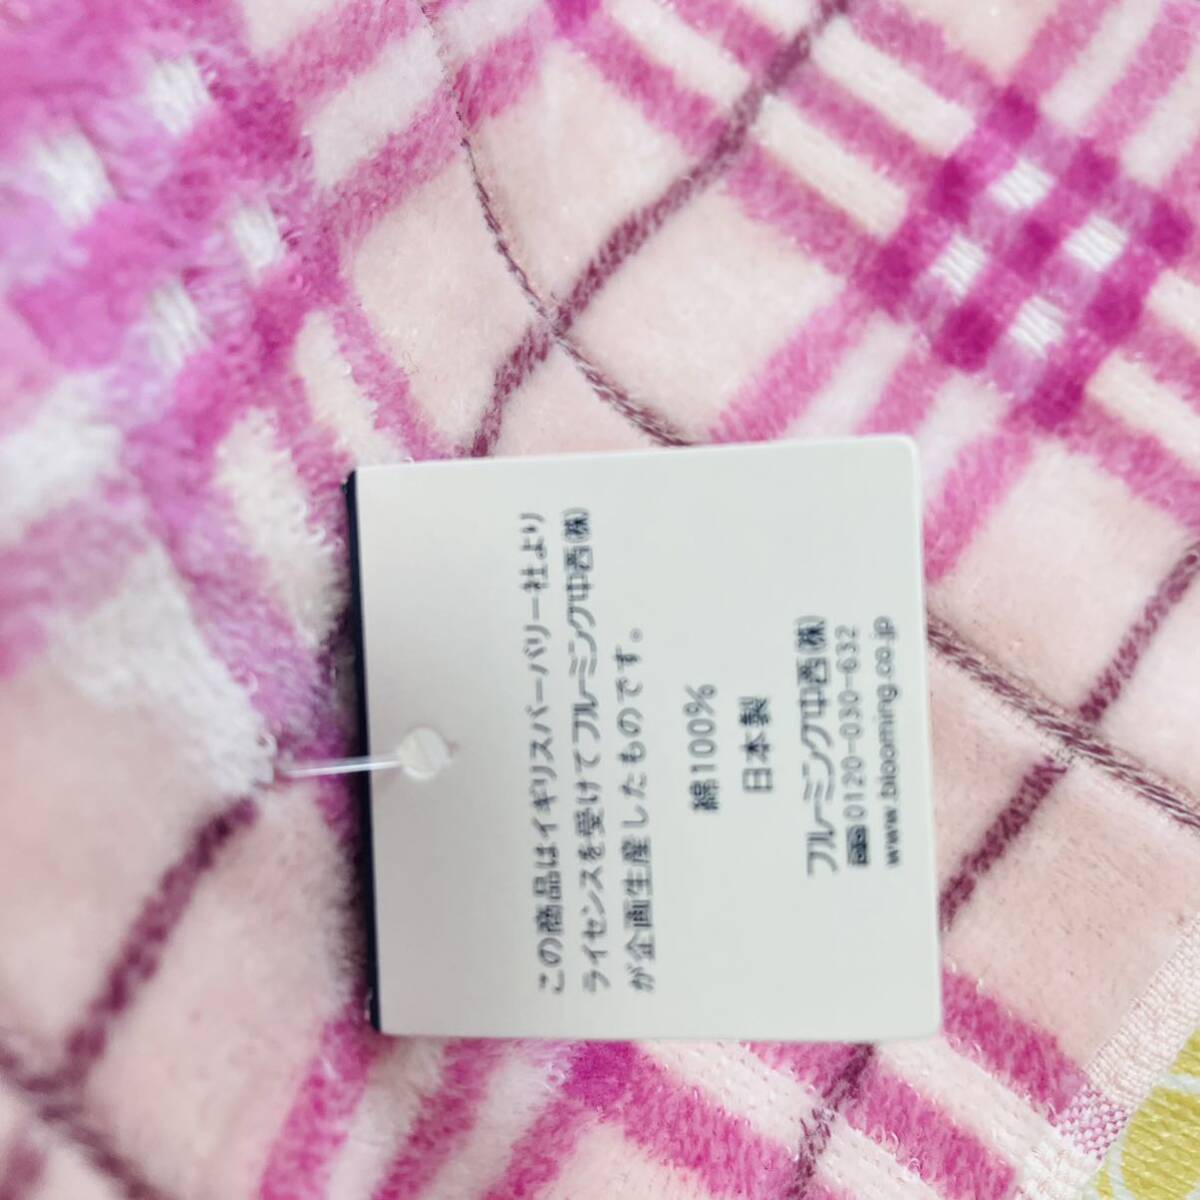 この商品はイギリスバーバリー社より
ライセンスを受けてブルーミング中西㈱
が企画生産したものです。
綿100%
日本製
ブルーミング中西㈱
0120-030-632
www.blooming.co.jp